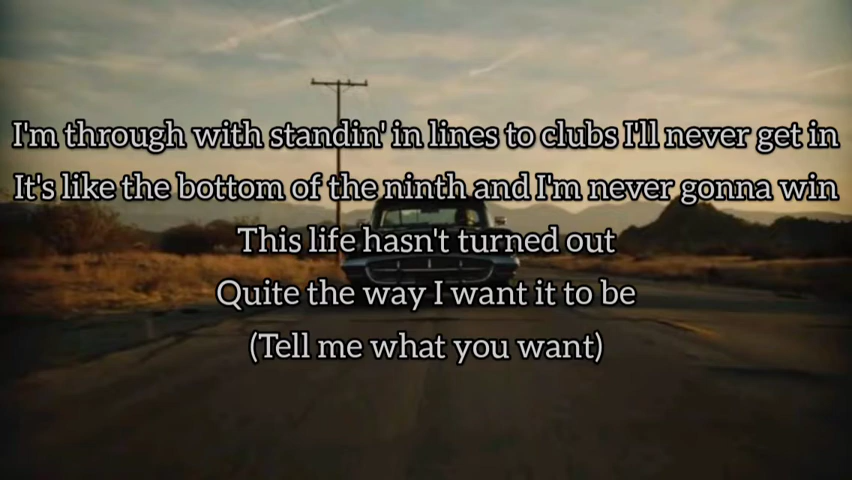 I'm through with standin' in lines to clubs I'll never get in
It's like the bottom of the ninth and I'm never gonna win
This life hasn't turned out
Quite the way I want it to be
(Tell me what you want)